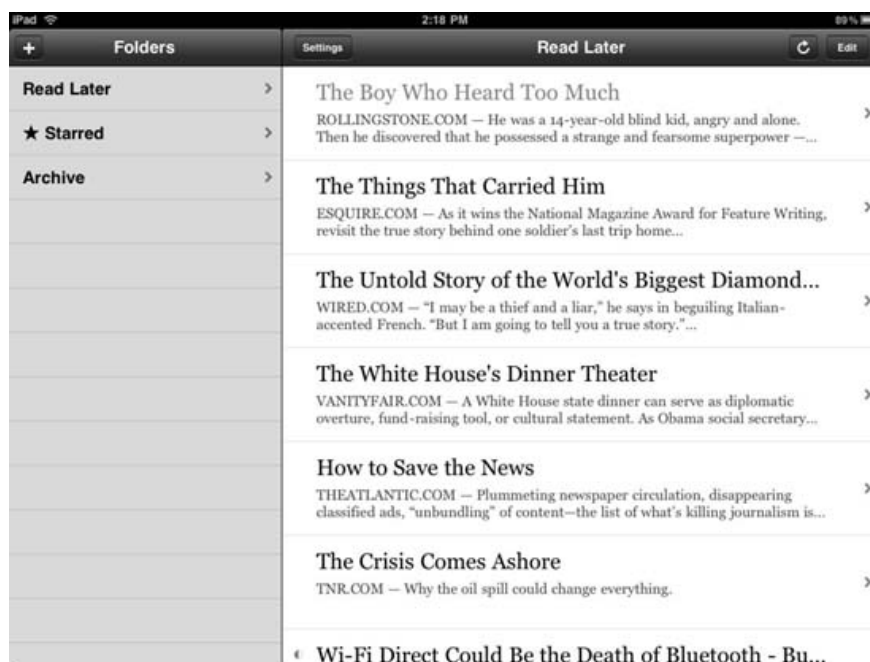 iPad
2:18 PM
89%
+ Folders
Settings
Read Later
Edit
Read Later
★ Starred
Archive
The Boy Who Heard Too Much
ROLLINGSTONE.COM — He was a 14-year-old blind kid, angry and alone.
Then he discovered that he possessed a strange and fearsome superpower —...
The Things That Carried Him
ESQUIRE.COM — As it wins the National Magazine Award for Feature Writing,
revisit the true story behind one soldier's last trip home...
The Untold Story of the World's Biggest Diamond...
WIRED.COM — “I may be a thief and a liar,” he says in beguiling Italian-
accented French. “But I am going to tell you a true story.”...
The White House's Dinner Theater
VANITYFAIR.COM — A White House state dinner can serve as diplomatic
overture, fund-raising tool, or cultural statement. As Obama social secretary...
How to Save the News
THEATLANTIC.COM — Plummeting newspaper circulation, disappearing
classified ads, “unbundling” of content—the list of what's killing journalism is...
The Crisis Comes Ashore
TNR.COM — Why the oil spill could change everything.
Wi-Fi Direct Could Be the Death of Bluetooth - Bu...